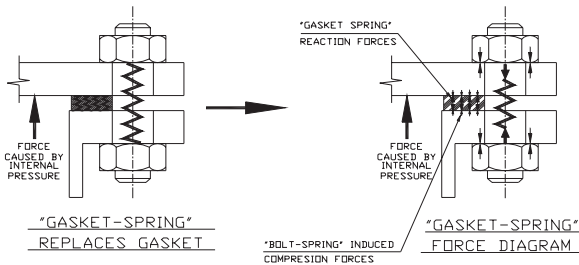 FORCE
CAUSED BY
INTERNAL
PRESSURE
"GASKET-SPRING"
REPLACES GASKET
"GASKET SPRING"
REACTION FORCES
FORCE
CAUSED BY
INTERNAL
PRESSURE
"BOLT-SPRING" INDUCED
COMPRESION FORCES
"GASKET-SPRING"
FORCE DIAGRAM